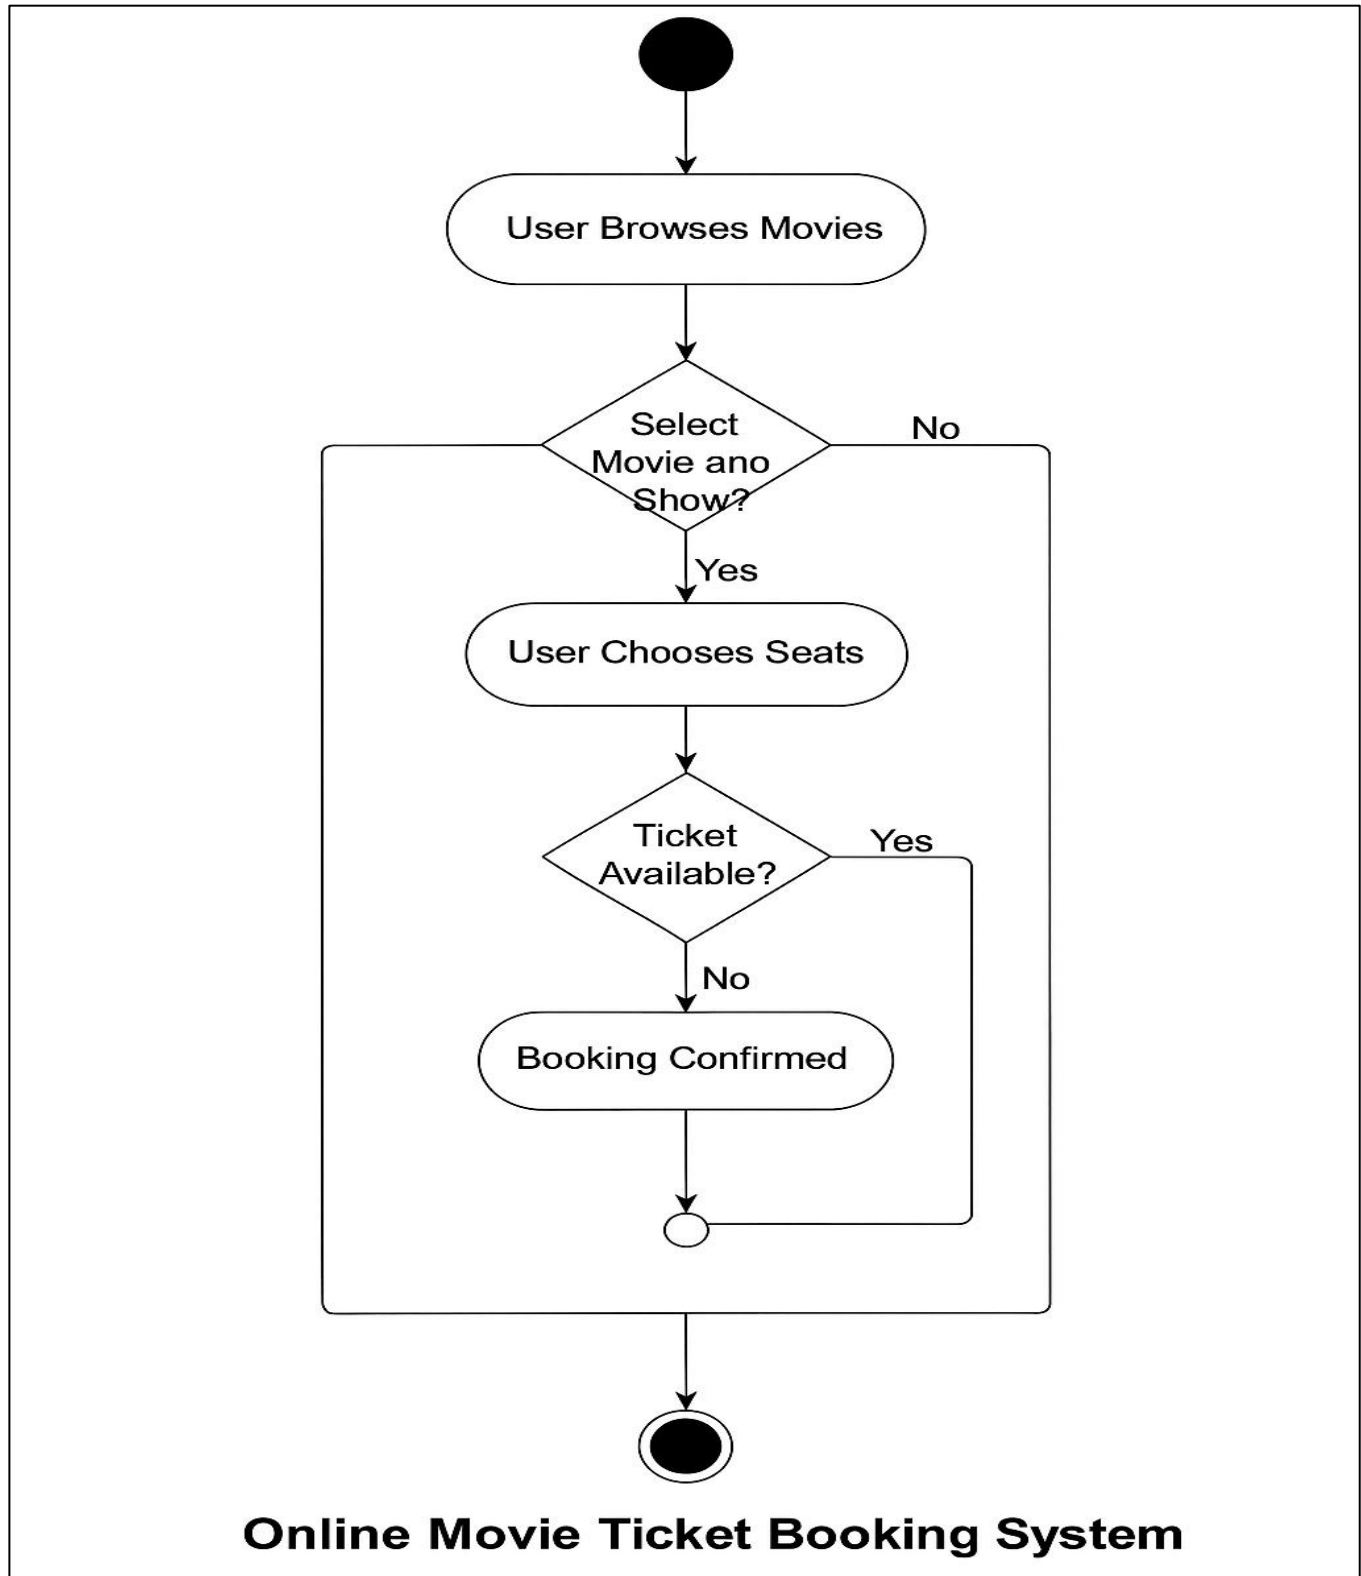 User Browses Movies
Select
No
Movie ano
Show?
Yes
User Chooses Seats
Ticket
Yes
Available?
No
Booking Confirmed
Online Movie Ticket Booking System